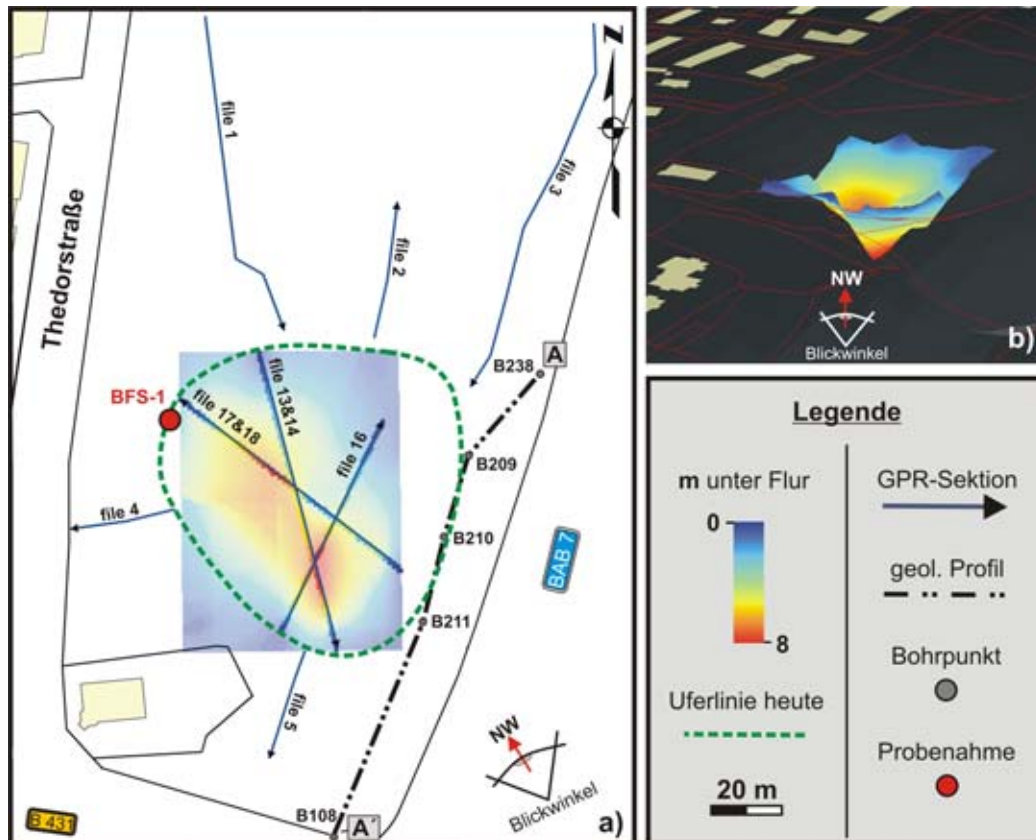 Thedorstraße
file 1
file 2
file 3
N
A
B238
BFS-1
file 13&14
file 17&18
file 16
B209
file 4
B210
BAB 7
B211
file 5
NW
Blickwinkel
B108
A´
B 431
a)
NW
Blickwinkel
b)
Legende
m unter Flur
0
8
Uferlinie heute
20 m
GPR-Sektion
geol. Profil
Bohrpunkt
Probenahme